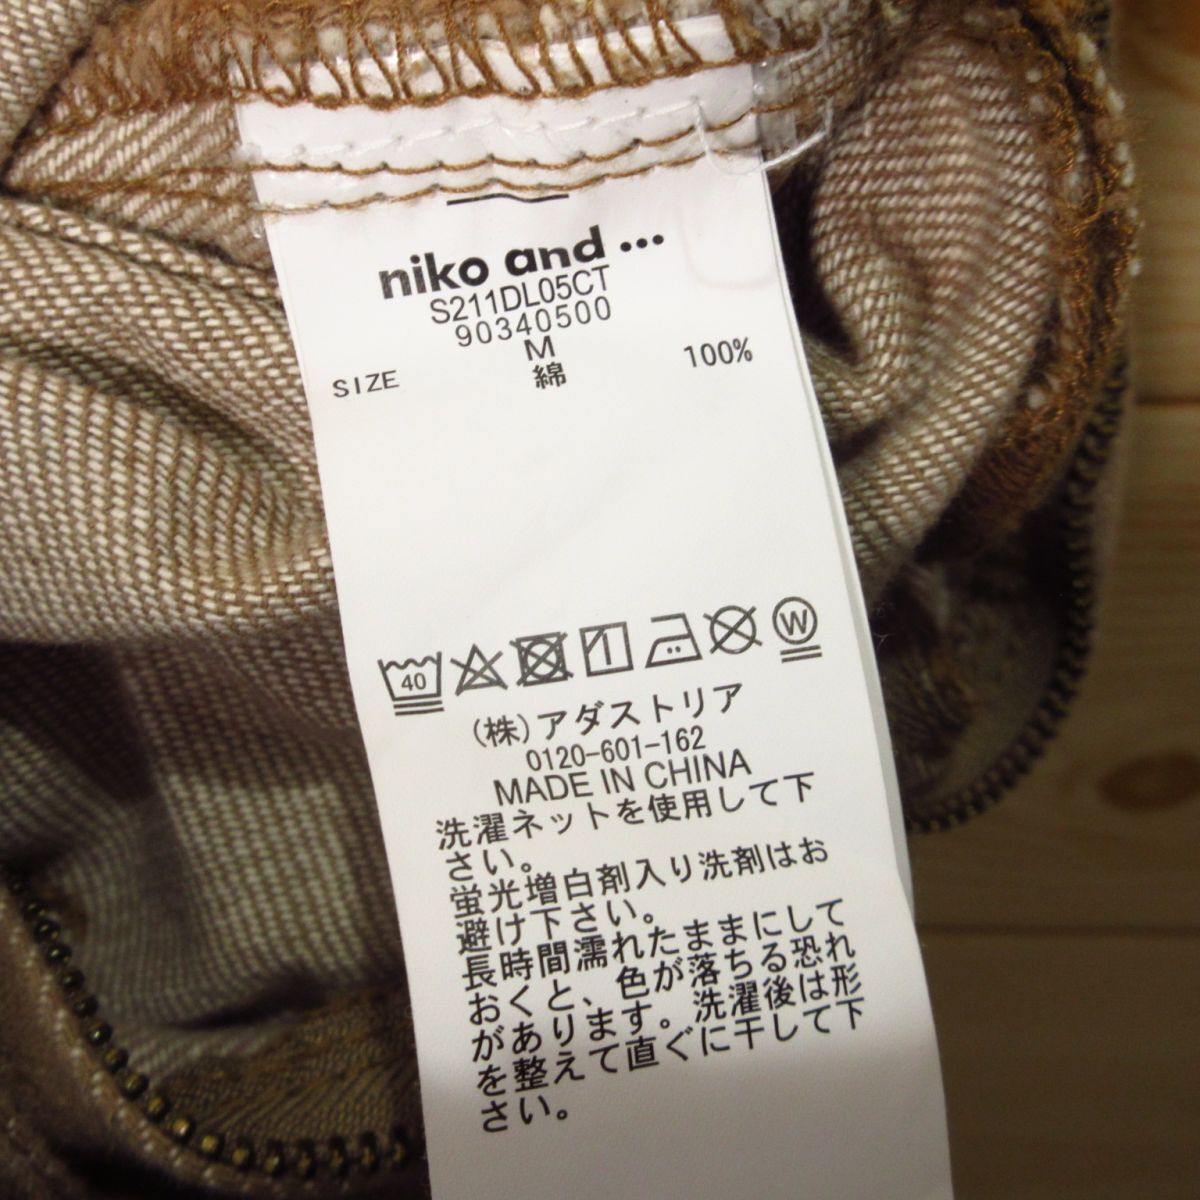 niko and ...
S211DL05CT
90340500
SIZE M
綿 100%
40 W
(株)アダストリア
0120-601-162
MADE IN CHINA
洗濯ネットを使用して下
さい。
蛍光増白剤入り洗剤はお
避け下さい。
長時間濡れたままにして
おくと、色が落ちる恐れ
があります。洗濯後は形
を整えて直ぐに干して下
さい。